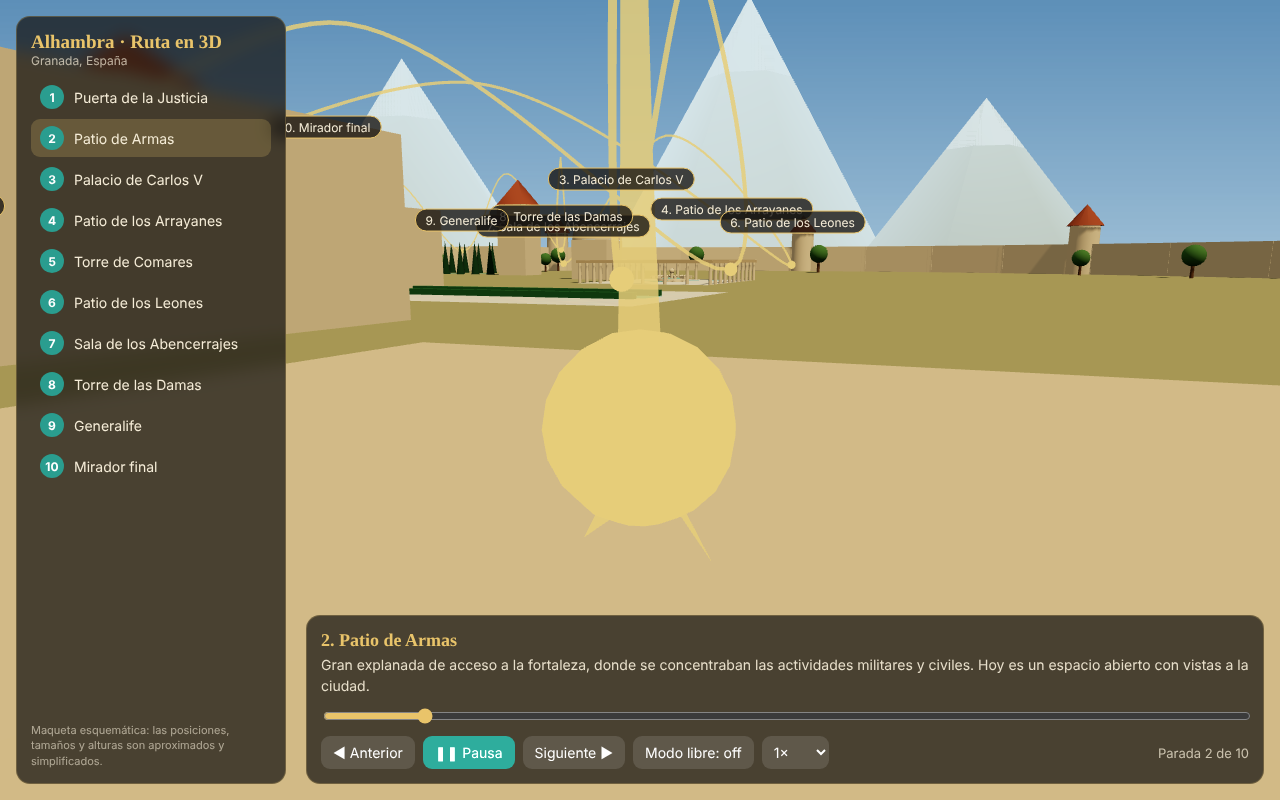 Alhambra · Ruta en 3D
Granada, España
1 Puerta de la Justicia
2 Patio de Armas
3 Palacio de Carlos V
4 Patio de los Arrayanes
5 Torre de Comares
6 Patio de los Leones
7 Sala de los Abencerrajes
8 Torre de las Damas
9 Generalife
10 Mirador final
Maqueta esquemática: las posiciones,
tamaños y alturas son aproximados y
simplificados.
0. Mirador final
3. Palacio de Carlos V
4. Patio de los Arrayanes
6. Patio de los Leones
9. Generalife
Torre de las Damas
Sala de los Abencerrajes
2. Patio de Armas
Gran explanada de acceso a la fortaleza, donde se concentraban las actividades militares y civiles. Hoy es un espacio abierto con vistas a la
ciudad.
◀ Anterior
❚❚ Pausa
Siguiente ▶
Modo libre: off
1×
Parada 2 de 10